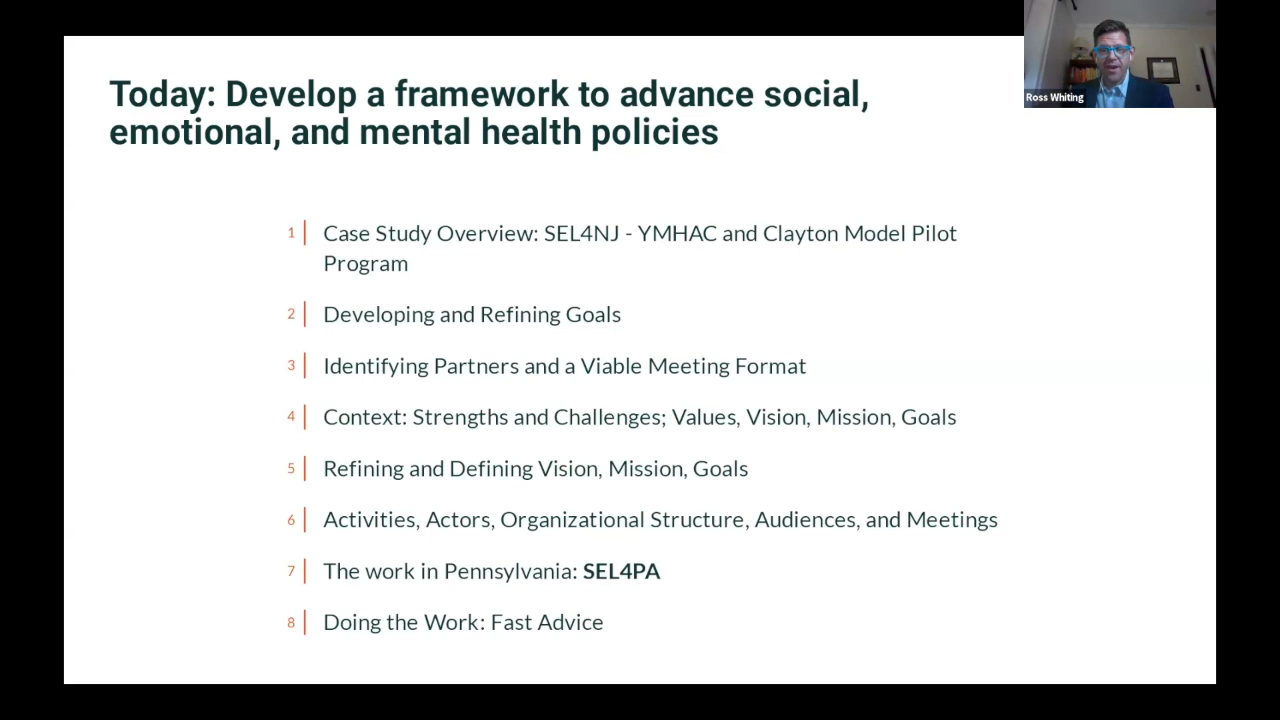 Today: Develop a framework to advance social,
emotional, and mental health policies
Ross Whiting
1 Case Study Overview: SEL4NJ - YMHAC and Clayton Model Pilot
Program
2 Developing and Refining Goals
3 Identifying Partners and a Viable Meeting Format
4 Context: Strengths and Challenges; Values, Vision, Mission, Goals
5 Refining and Defining Vision, Mission, Goals
6 Activities, Actors, Organizational Structure, Audiences, and Meetings
7 The work in Pennsylvania: SEL4PA
8 Doing the Work: Fast Advice